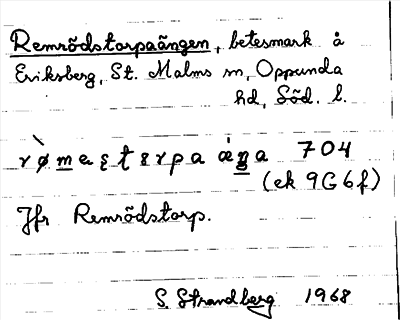 Remrödstorpaängen, betesmark å
Eriksberg, St. Malms sn, Oppunda
hd, Söd. l.
704
(ek 9G6f)
Jfr Remrödstorp.
S. Strandberg 1968